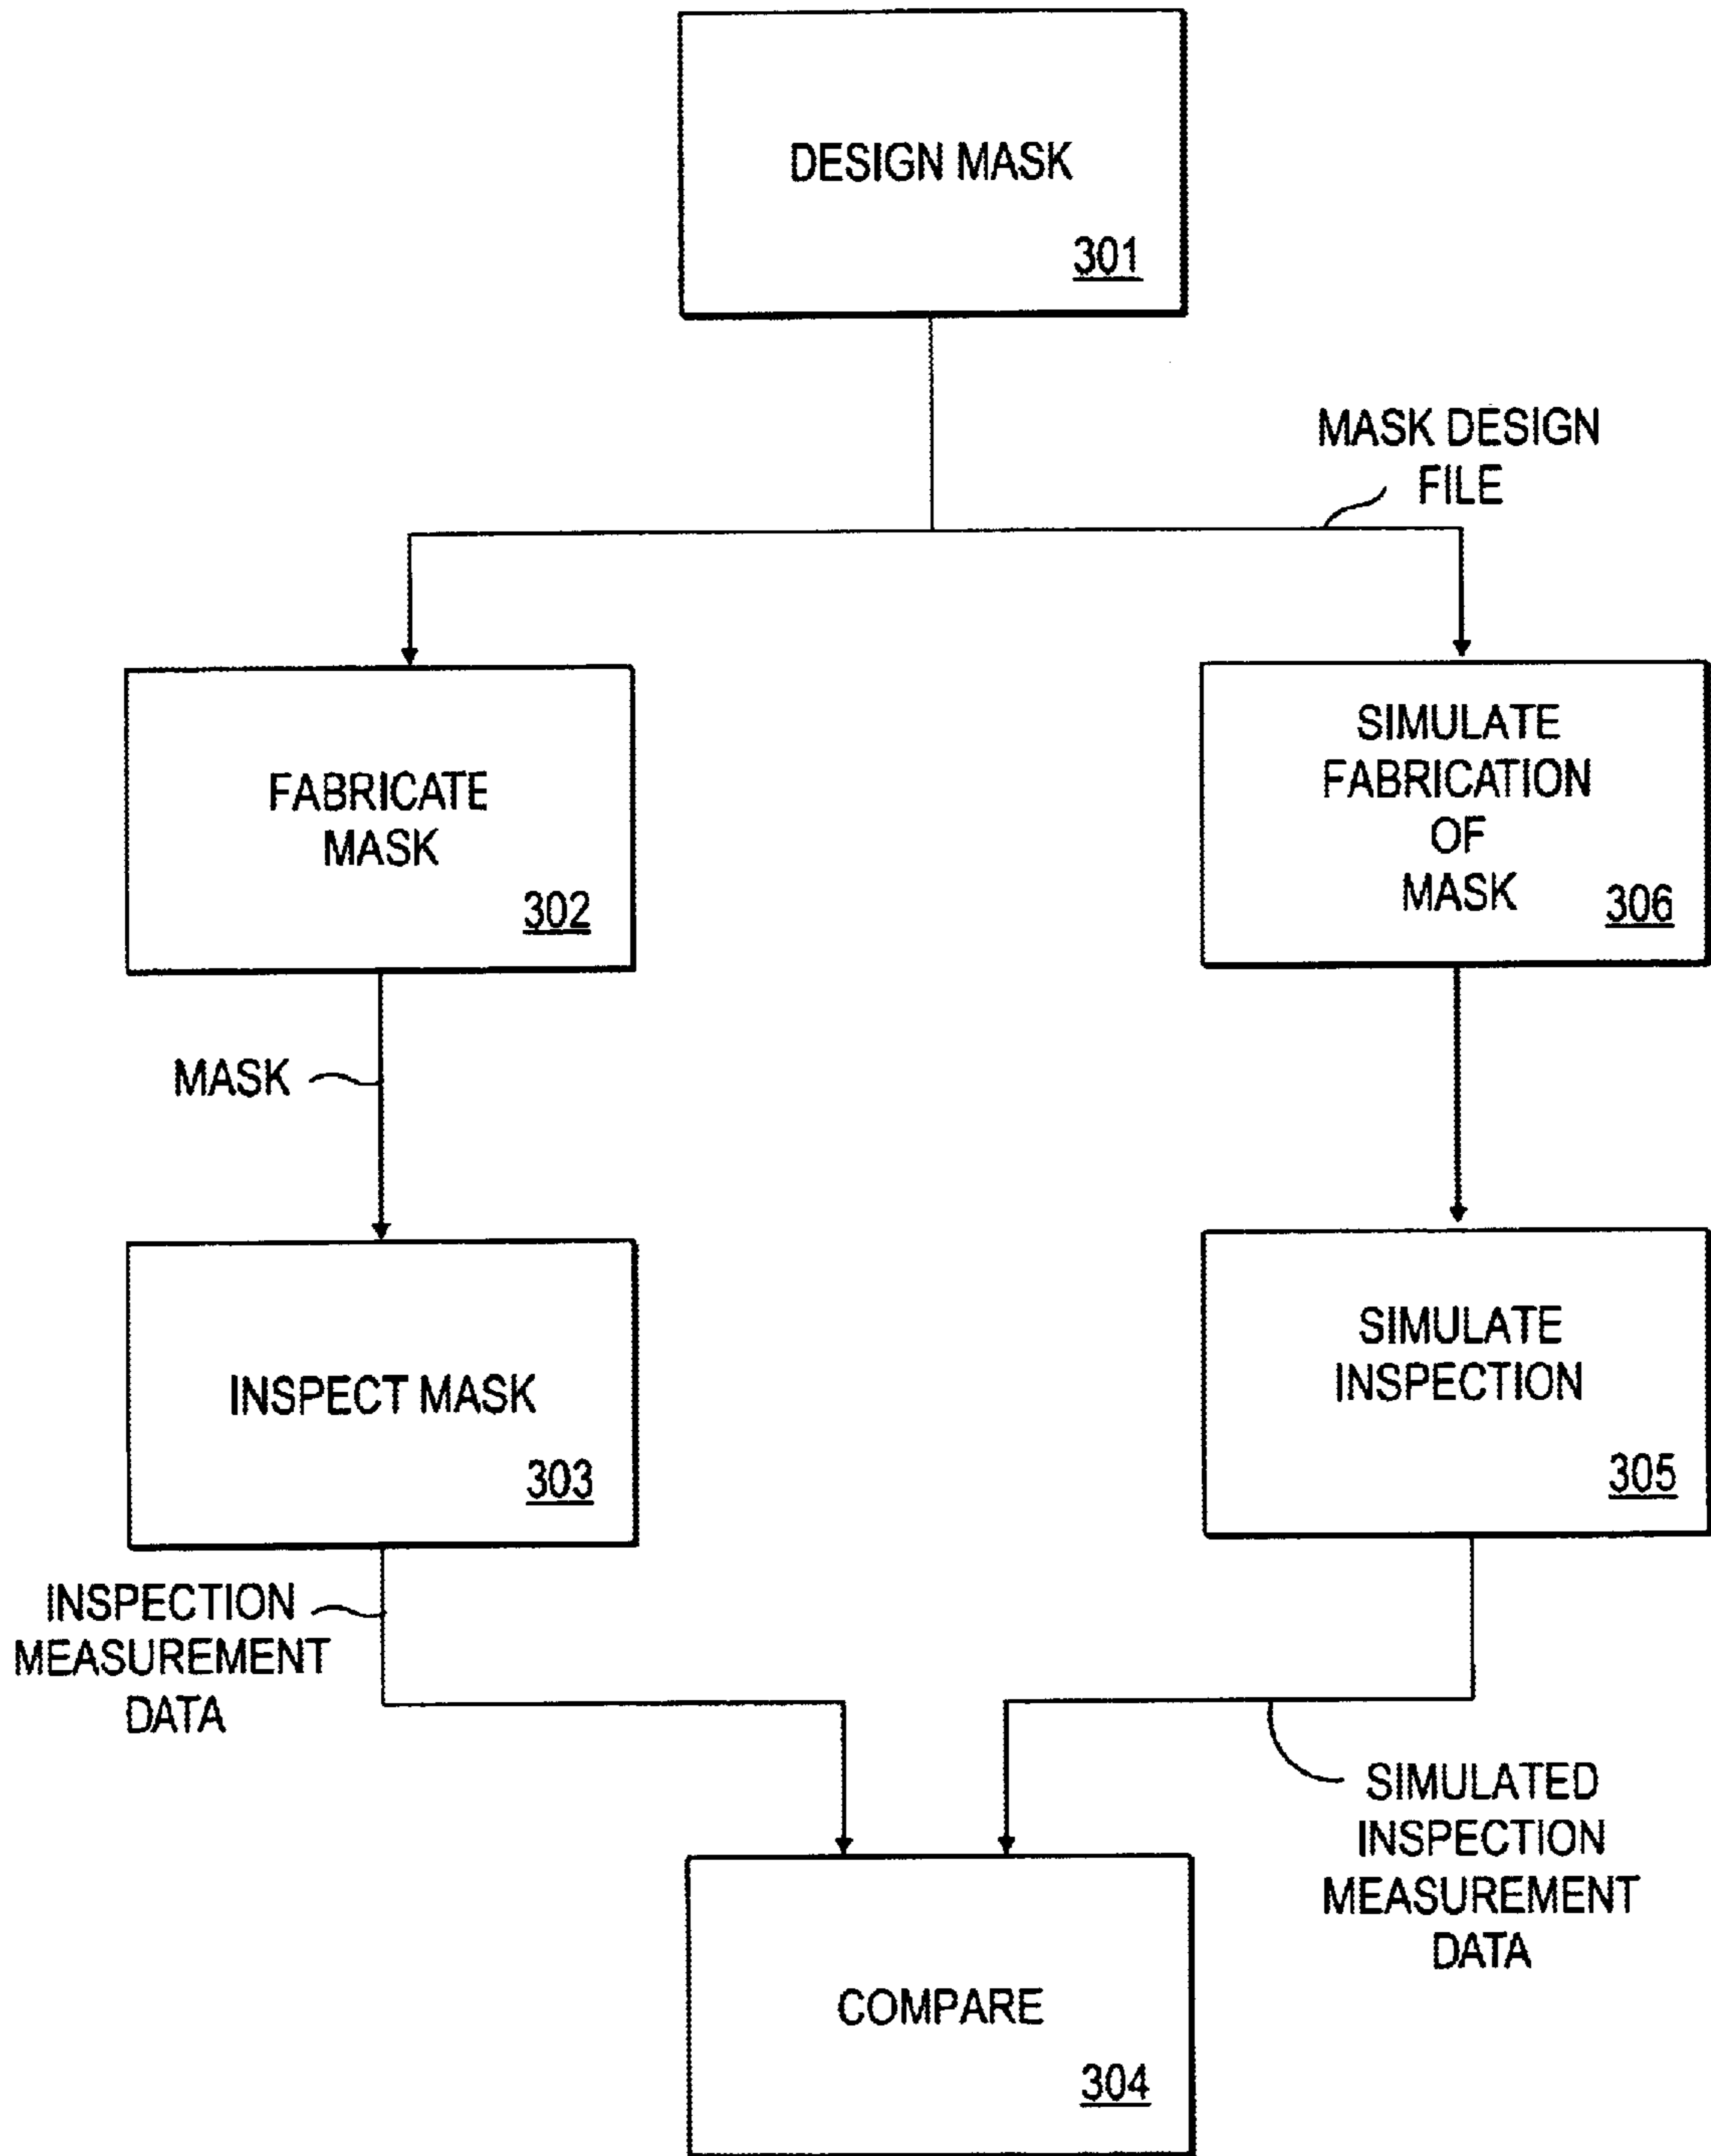 DESIGN MASK
301
MASK DESIGN
FILE
FABRICATE
MASK
302
SIMULATE
FABRICATION
OF
MASK
306
MASK
INSPECT MASK
303
SIMULATE
INSPECTION
305
INSPECTION
MEASUREMENT
DATA
SIMULATED
INSPECTION
MEASUREMENT
DATA
COMPARE
304